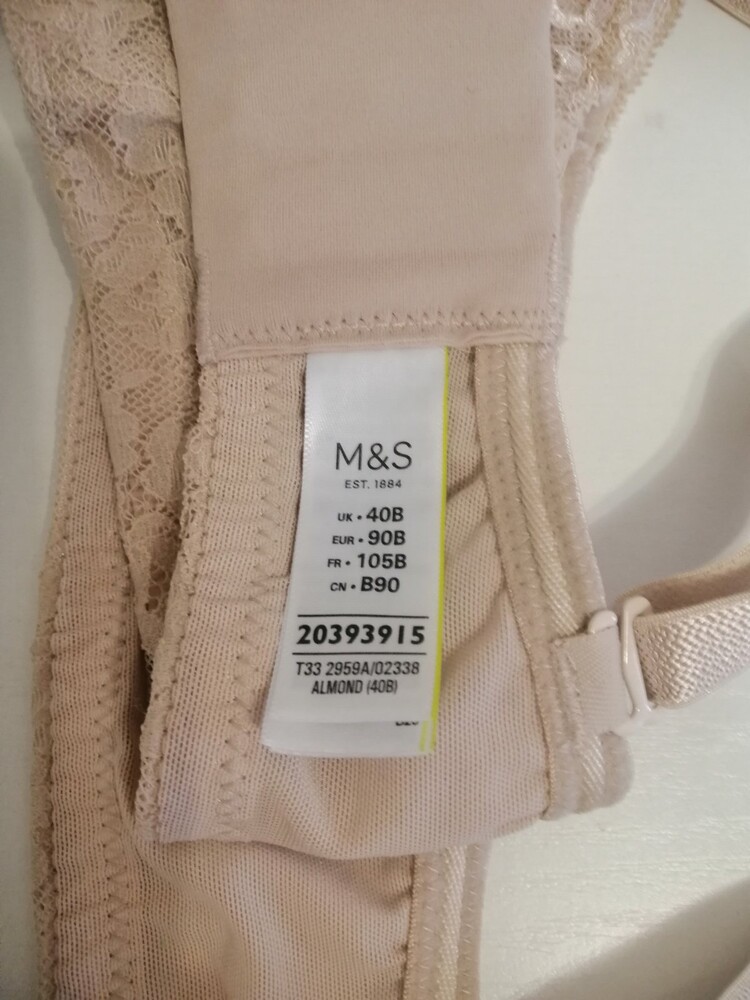 M&S
EST. 1884
UK • 40B
EUR • 90B
FR • 105B
CN • B90
20393915
T33 2959A/02338
ALMOND (40B)